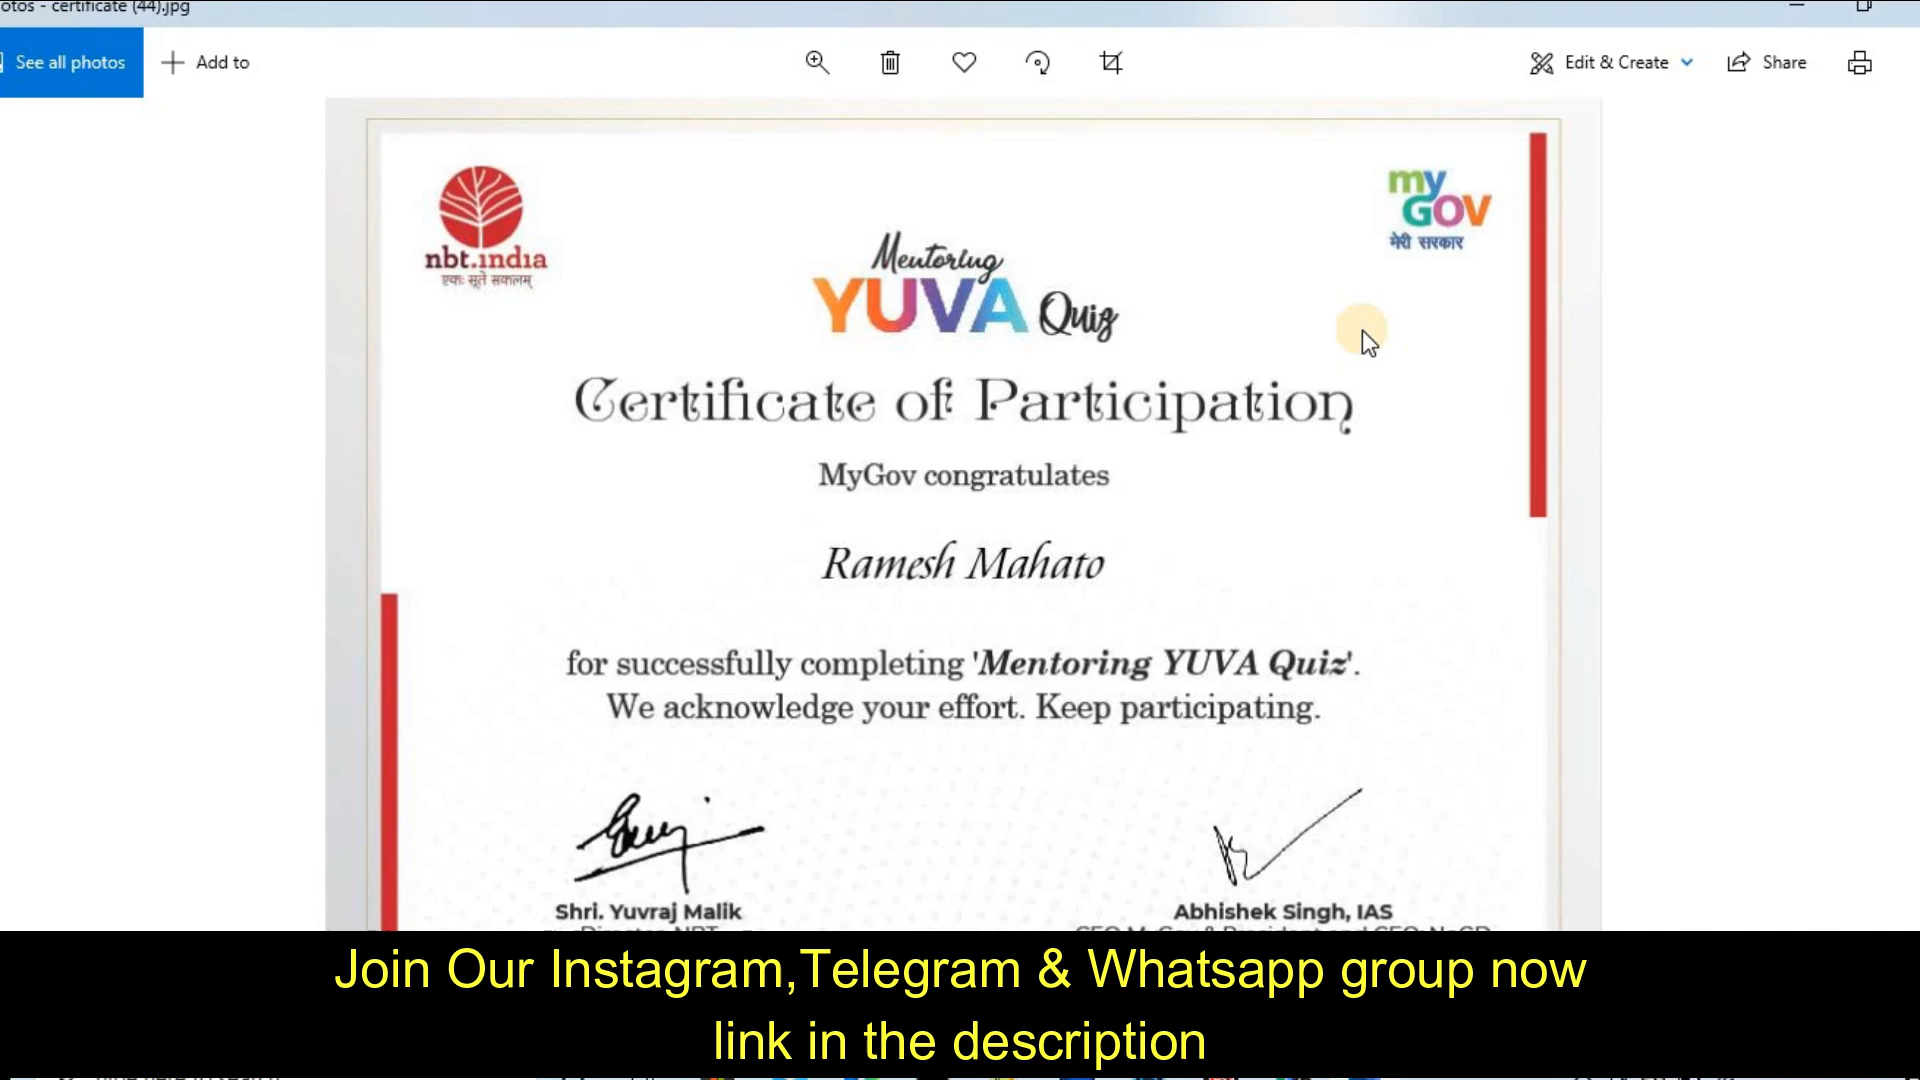 otos - certificate (44).jpg
See all photos
Add to
Edit & Create
Share
nbt.india
एकः सूते सकलम्
my
GOV
मेरी सरकार
Mentoring
YUVA Quiz
Certificate of Participation
MyGov congratulates
Ramesh Mahato
for successfully completing 'Mentoring YUVA Quiz'.
We acknowledge your effort. Keep participating.
Shri. Yuvraj Malik
Abhishek Singh, IAS
Join Our Instagram,Telegram & Whatsapp group now
link in the description